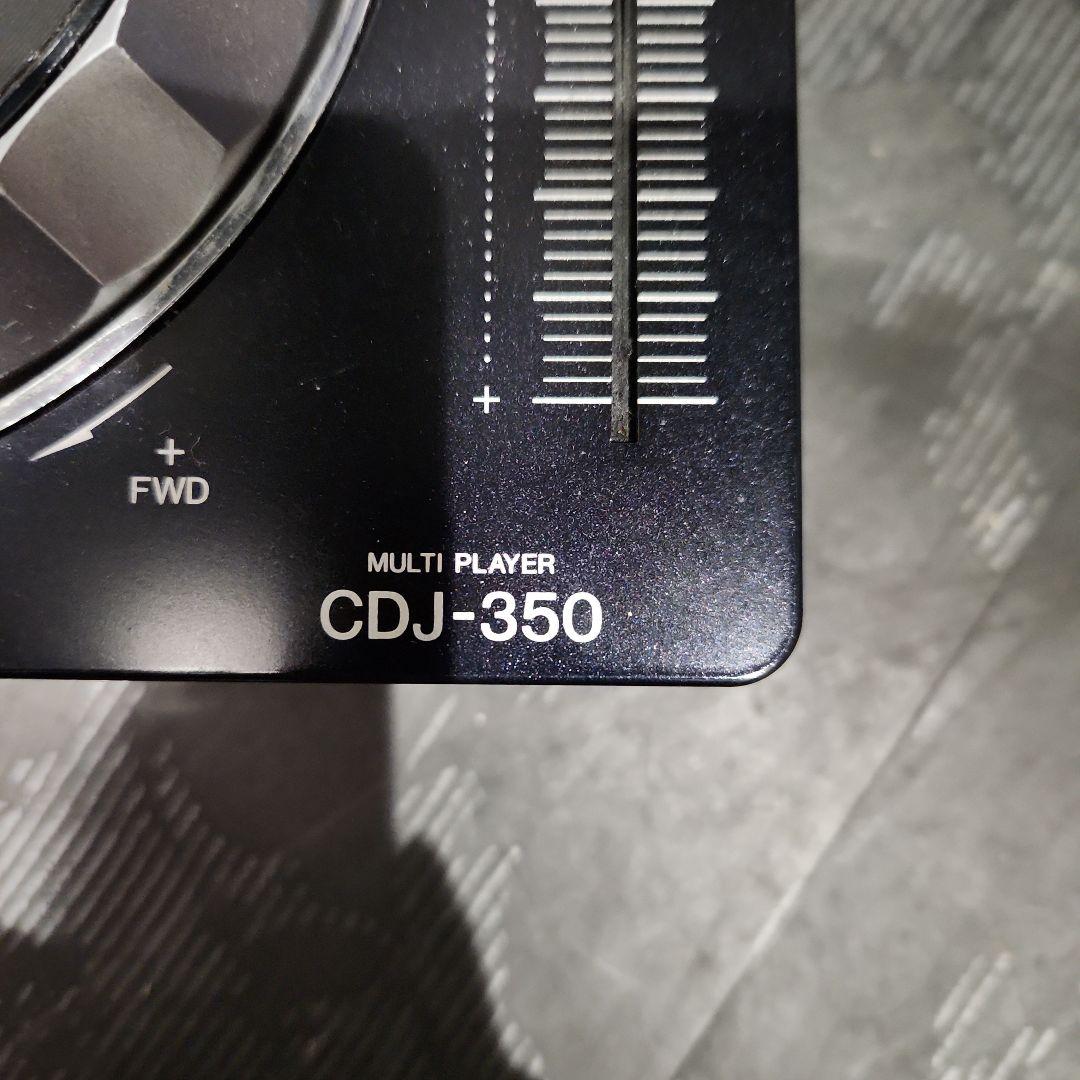 +
+
FWD
MULTI PLAYER
CDJ-350